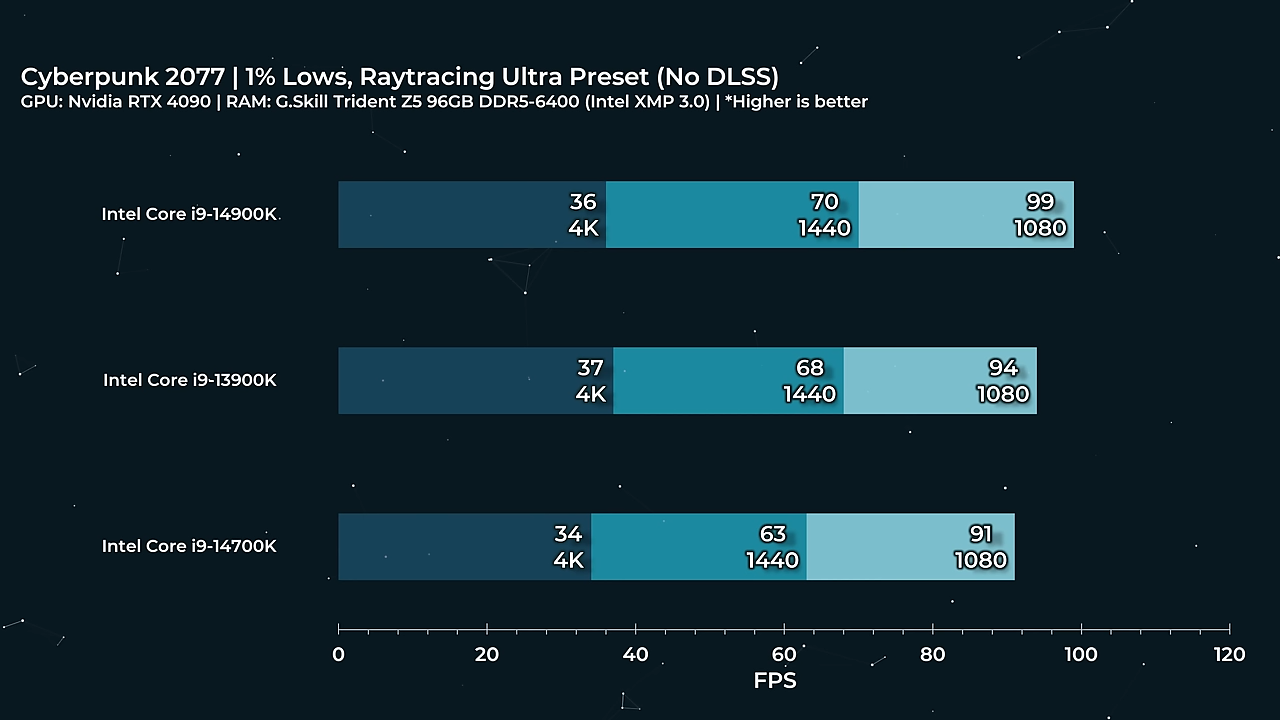 Cyberpunk 2077 | 1% Lows, Raytracing Ultra Preset (No DLSS)
GPU: Nvidia RTX 4090 | RAM: G.Skill Trident Z5 96GB DDR5-6400 (Intel XMP 3.0) | *Higher is better
Intel Core i9-14900K
36 70 99
4K 1440 1080
Intel Core i9-13900K
37 68 94
4K 1440 1080
Intel Core i9-14700K
34 63 91
4K 1440 1080
0 20 40 60 80 100 120
FPS